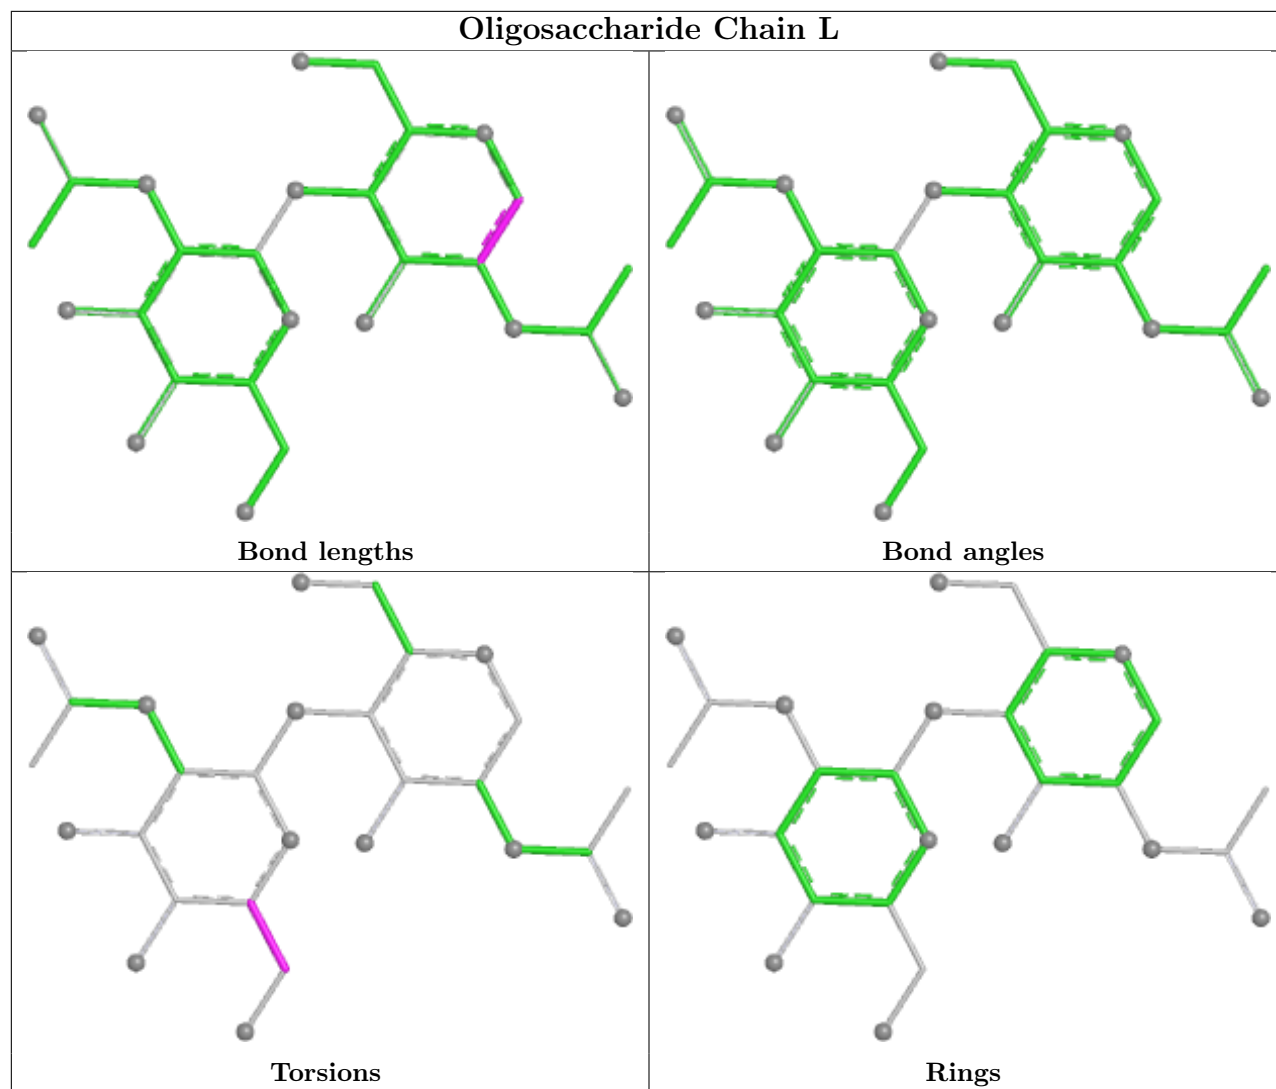 Oligosaccharide Chain L
Bond lengths
Bond angles
Torsions
Rings